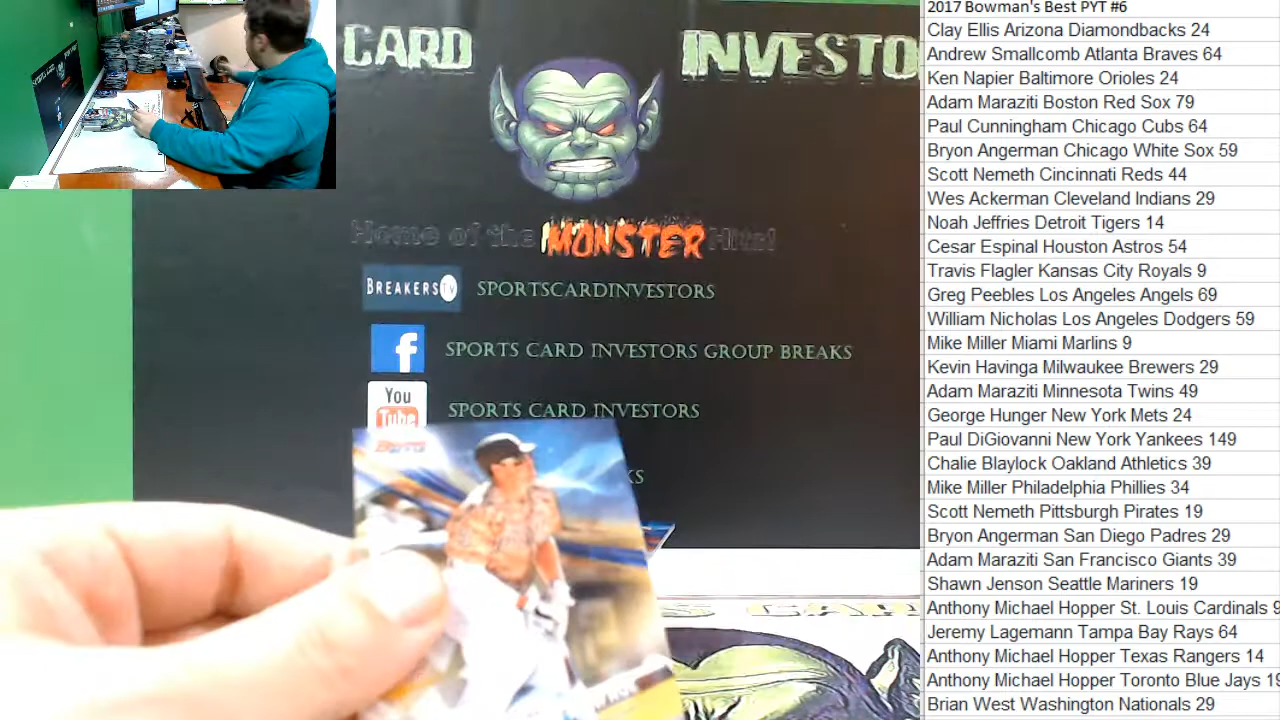 CARD INVESTO
Home of the MONSTER Hits!
BREAKERS TV SPORTSCARDINVESTORS
f SPORTS CARD INVESTORS GROUP BREAKS
You Tube SPORTS CARD INVESTORS
KS
2017 Bowman's Best PYT #6
Clay Ellis Arizona Diamondbacks 24
Andrew Smallcomb Atlanta Braves 64
Ken Napier Baltimore Orioles 24
Adam Maraziti Boston Red Sox 79
Paul Cunningham Chicago Cubs 64
Bryon Angerman Chicago White Sox 59
Scott Nemeth Cincinnati Reds 44
Wes Ackerman Cleveland Indians 29
Noah Jeffries Detroit Tigers 14
Cesar Espinal Houston Astros 54
Travis Flagler Kansas City Royals 9
Greg Peebles Los Angeles Angels 69
William Nicholas Los Angeles Dodgers 59
Mike Miller Miami Marlins 9
Kevin Havinga Milwaukee Brewers 29
Adam Maraziti Minnesota Twins 49
George Hunger New York Mets 24
Paul DiGiovanni New York Yankees 149
Chalie Blaylock Oakland Athletics 39
Mike Miller Philadelphia Phillies 34
Scott Nemeth Pittsburgh Pirates 19
Bryon Angerman San Diego Padres 29
Adam Maraziti San Francisco Giants 39
Shawn Jenson Seattle Mariners 19
Anthony Michael Hopper St. Louis Cardinals 9
Jeremy Lagemann Tampa Bay Rays 64
Anthony Michael Hopper Texas Rangers 14
Anthony Michael Hopper Toronto Blue Jays 19
Brian West Washington Nationals 29